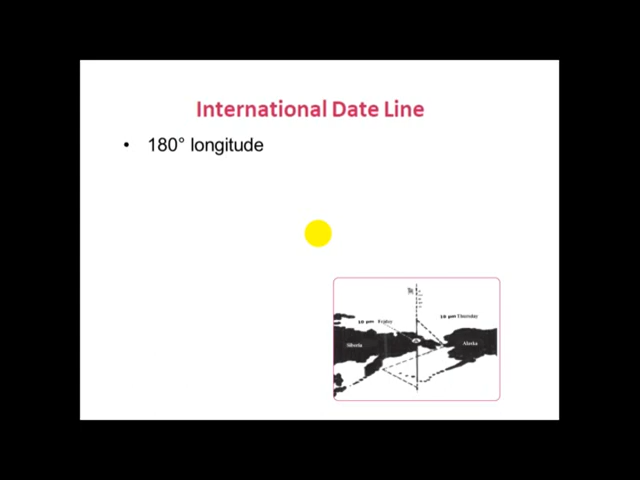 International Date Line
• 180° longitude
10 pm Friday
10 pm Thursday
Siberia
Alaska